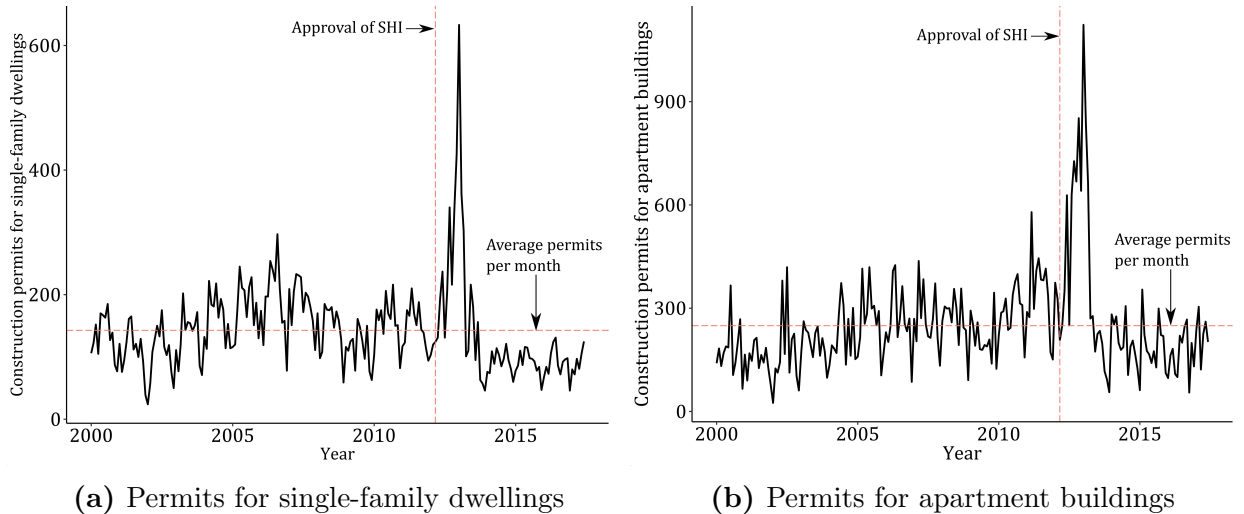 Construction permits for single-family dwellings
600
400
200
0
Approval of SHI
Average permits
per month
2000
2005
2010
2015
Year
(a) Permits for single-family dwellings
Construction permits for apartment buildings
900
600
300
0
Approval of SHI
Average permits
per month
2000
2005
2010
2015
Year
(b) Permits for apartment buildings